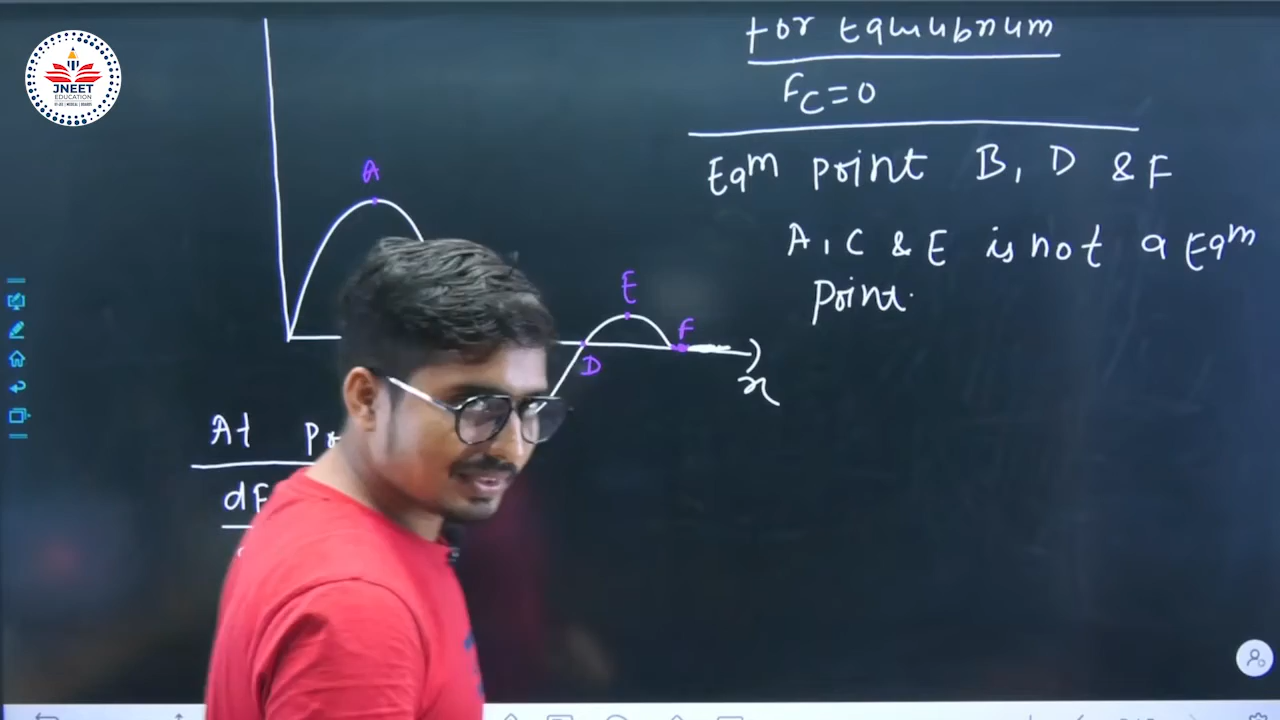 JNEET
EDUCATION
for Equilibrium
Fc=0
Eqm point B, D & F
A, C & E is not a Eqm
point.
A
E
F
D
x
At
dF